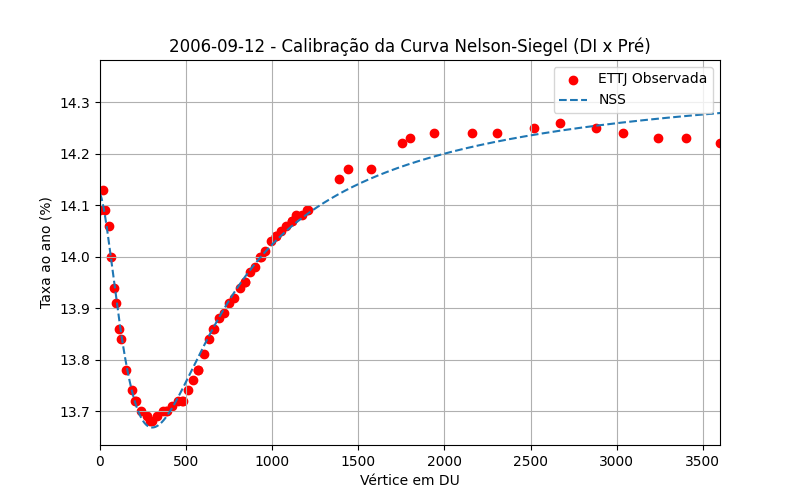 2006-09-12 - Calibração da Curva Nelson-Siegel (DI x Pré)
ETTJ Observada
NSS
Taxa ao ano (%)
14.3
14.2
14.1
14.0
13.9
13.8
13.7
0 500 1000 1500 2000 2500 3000 3500
Vértice em DU